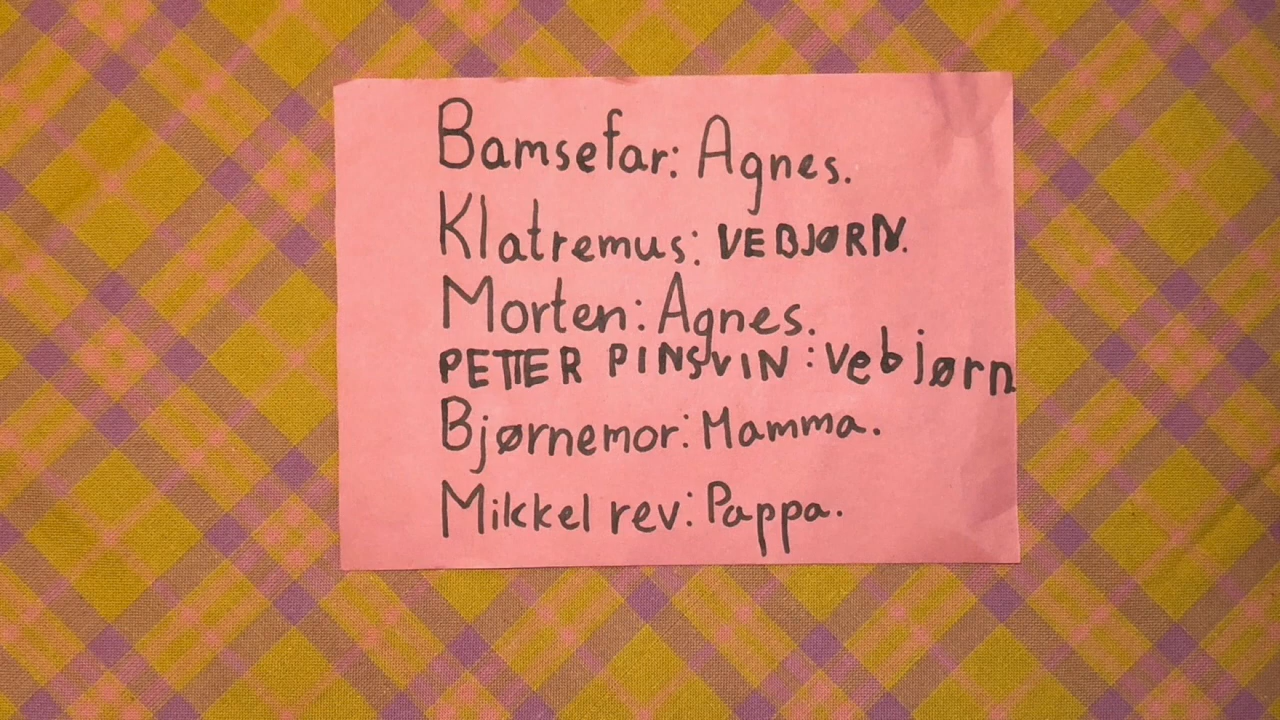 Bamsefar: Agnes.
Klatremus: VEBJØRN.
Morten: Agnes.
PETTER PINSVIN: Vebjørn
Bjørnemor: Mamma.
Mikkel rev: Pappa.